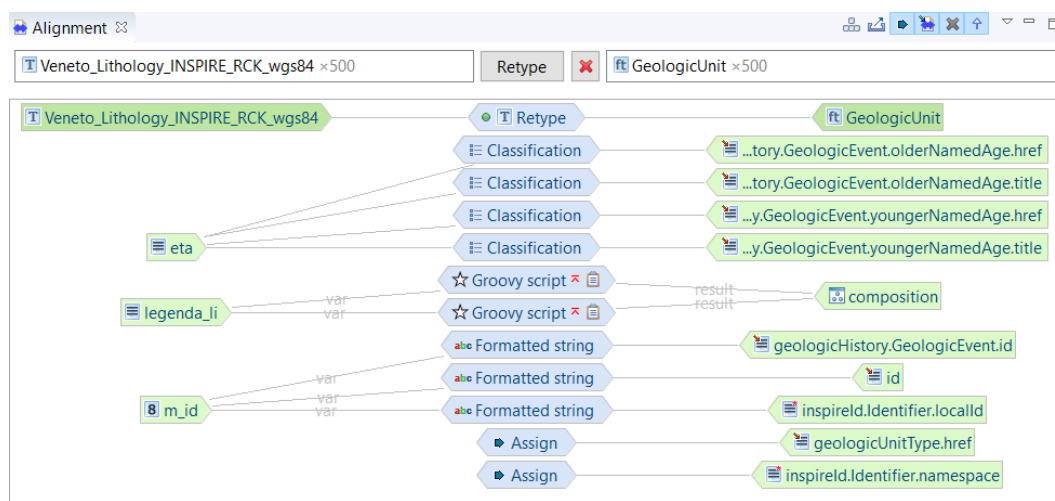 Alignment
Veneto_Lithology_INSPIRE_RCK_wgs84 ×500 Retype GeologicUnit ×500
Veneto_Lithology_INSPIRE_RCK_wgs84 Retype GeologicUnit
Classification ...tory.GeologicEvent.olderNamedAge.href
Classification ...tory.GeologicEvent.olderNamedAge.title
Classification ...y.GeologicEvent.youngerNamedAge.href
eta Classification ...y.GeologicEvent.youngerNamedAge.title
Groovy script result
var composition
legenda_li var Groovy script result
Formatted string geologicHistory.GeologicEvent.id
var Formatted string id
var
m_id var Formatted string inspireId.Identifier.localId
Assign geologicUnitType.href
Assign inspireId.Identifier.namespace